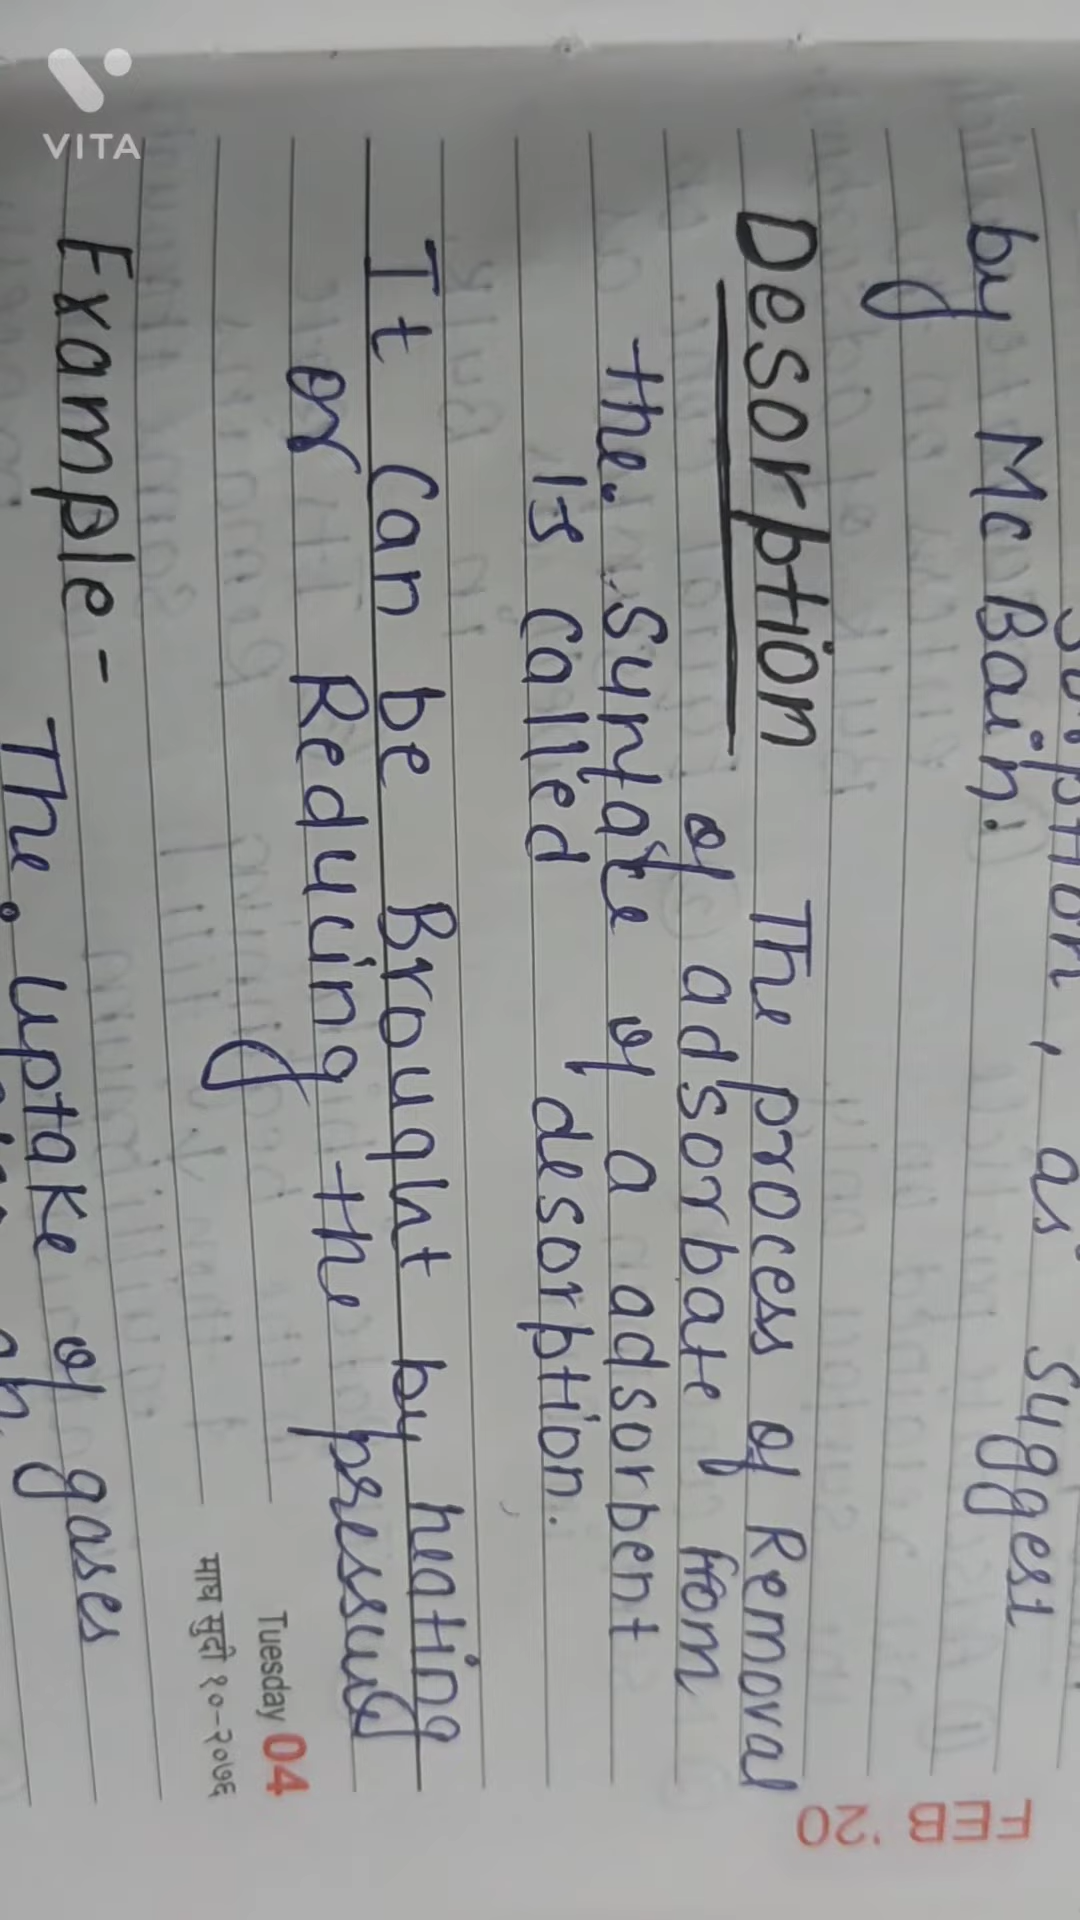 VITA
FEB '20
Sorption, as suggest
by Mc Bain.
Desorption The process of Removal
of adsorbate from
the surface of a adsorbent
is called desorption.
It Can be Brought by heating
or Reducing the
Tuesday 04
माघ सुदी १०-२०७६
Example- The uptake of gases